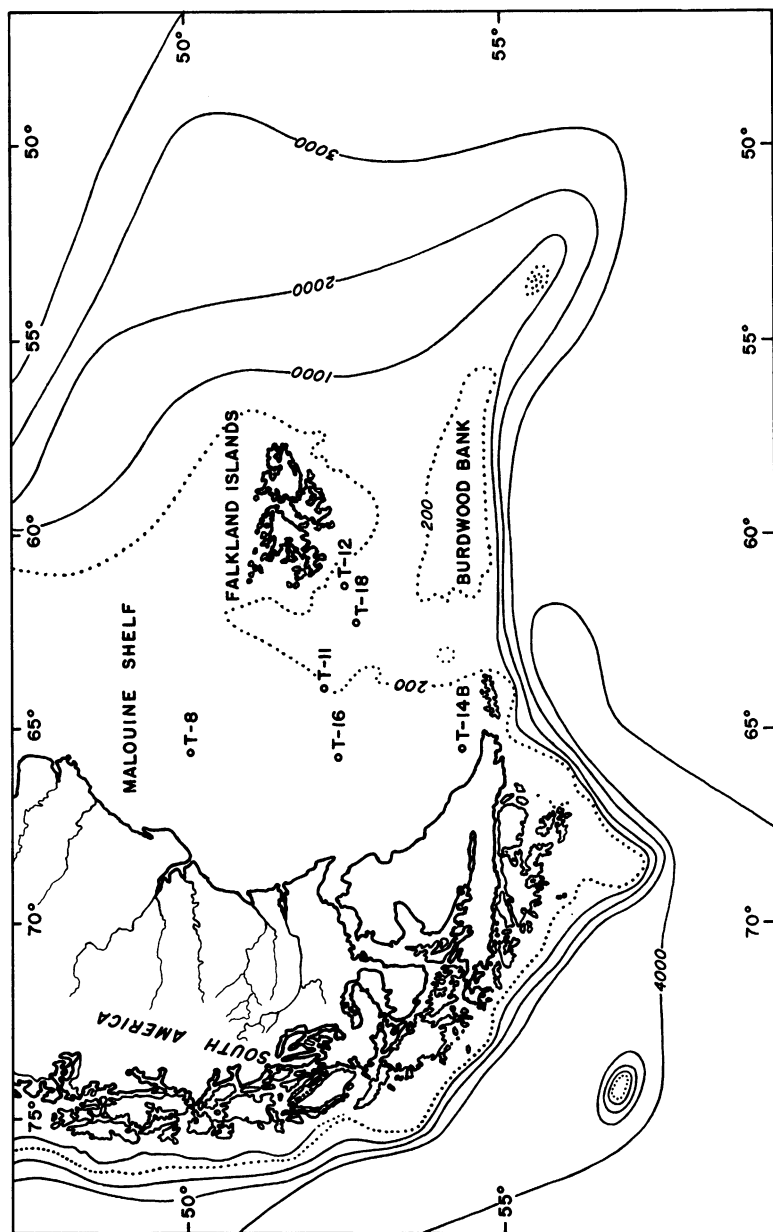 50°
55°
75°
70°
65°
60°
55°
50°
SOUTH AMERICA
MALOUINE SHELF
FALKLAND ISLANDS
BURDWOOD BANK
T-8
T-16
T-11
T-14B
T-18
T-12
200
200
1000
2000
3000
4000
75°
70°
65°
60°
55°
50°
50°
55°